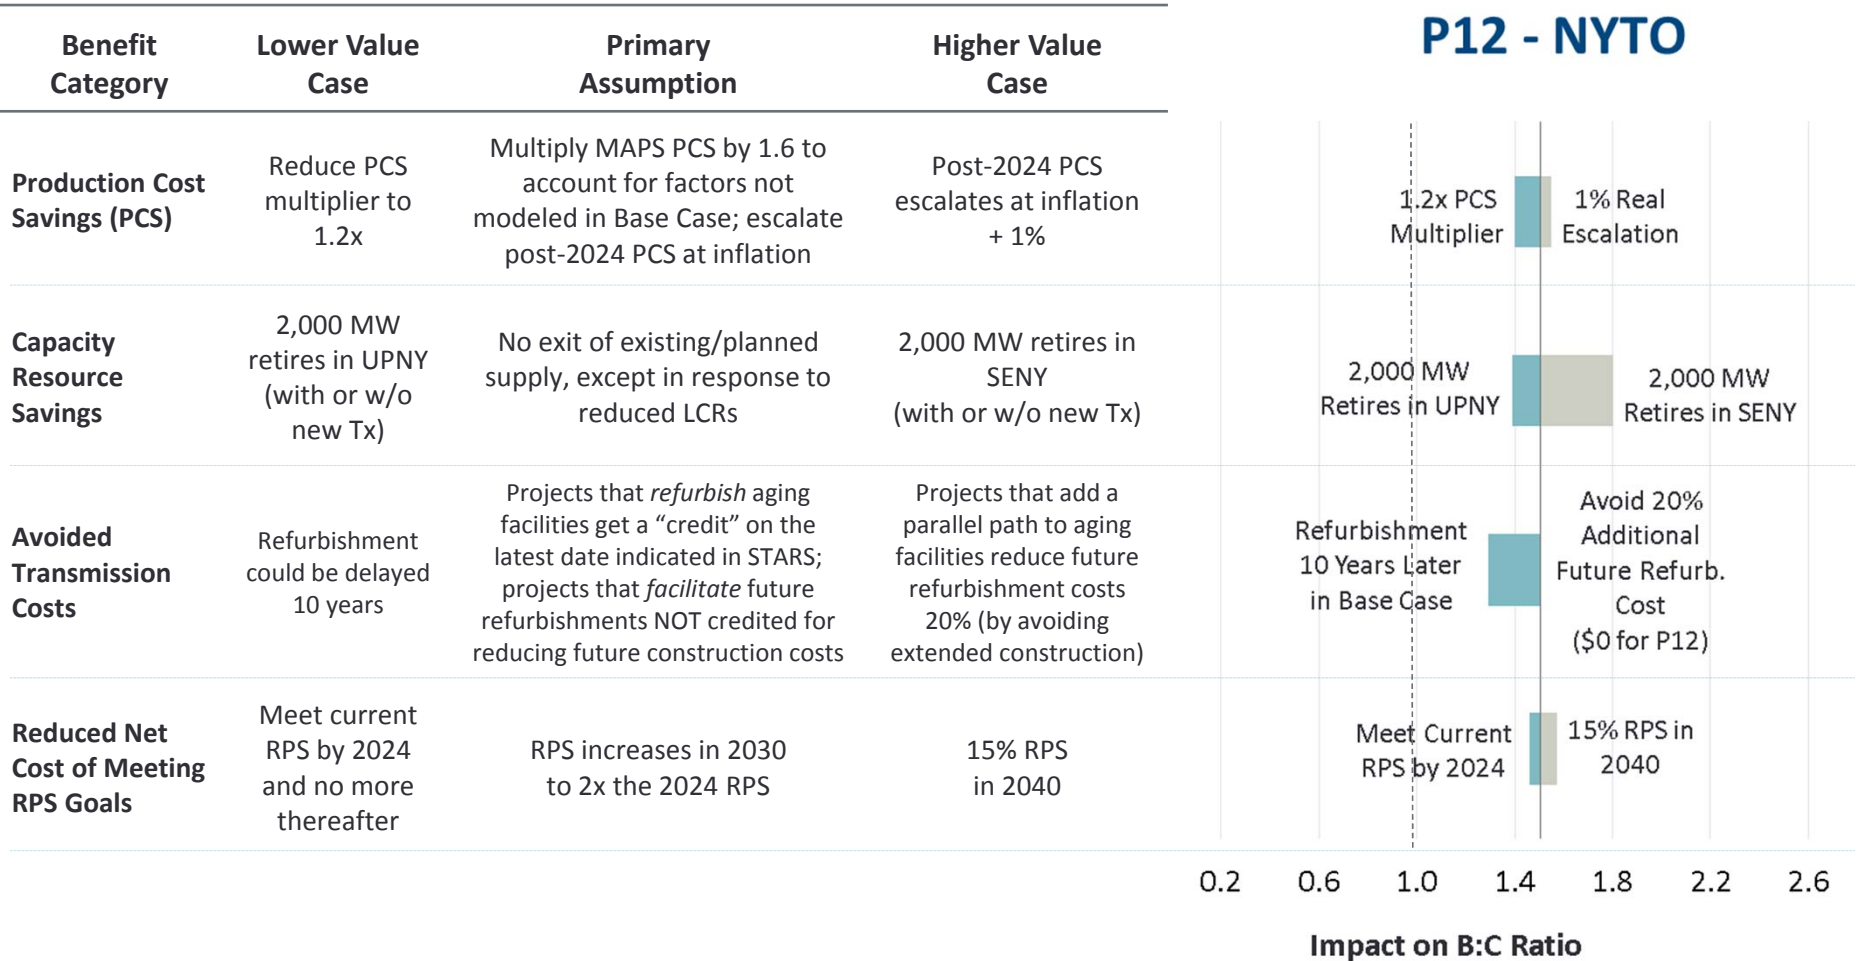 Benefit
Category
Lower Value
Case
Primary
Assumption
Higher Value
Case
P12 - NYTO
Production Cost
Savings (PCS)
Reduce PCS
multiplier to
1.2x
Multiply MAPS PCS by 1.6 to
account for factors not
modeled in Base Case; escalate
post-2024 PCS at inflation
Post-2024 PCS
escalates at inflation
+ 1%
1.2x PCS
Multiplier
1% Real
Escalation
Capacity
Resource
Savings
2,000 MW
retires in UPNY
(with or w/o
new Tx)
No exit of existing/planned
supply, except in response to
reduced LCRs
2,000 MW retires in
SENY
(with or w/o new Tx)
2,000 MW
Retires in UPNY
2,000 MW
Retires in SENY
Avoided
Transmission
Costs
Refurbishment
could be delayed
10 years
Projects that refurbish aging
facilities get a “credit” on the
latest date indicated in STARS;
projects that facilitate future
refurbishments NOT credited for
reducing future construction costs
Projects that add a
parallel path to aging
facilities reduce future
refurbishment costs
20% (by avoiding
extended construction)
Refurbishment
10 Years Later
in Base Case
Avoid 20%
Additional
Future Refurb.
Cost
($0 for P12)
Reduced Net
Cost of Meeting
RPS Goals
Meet current
RPS by 2024
and no more
thereafter
RPS increases in 2030
to 2x the 2024 RPS
15% RPS
in 2040
Meet Current
RPS by 2024
15% RPS in
2040
0.2 0.6 1.0 1.4 1.8 2.2 2.6
Impact on B:C Ratio